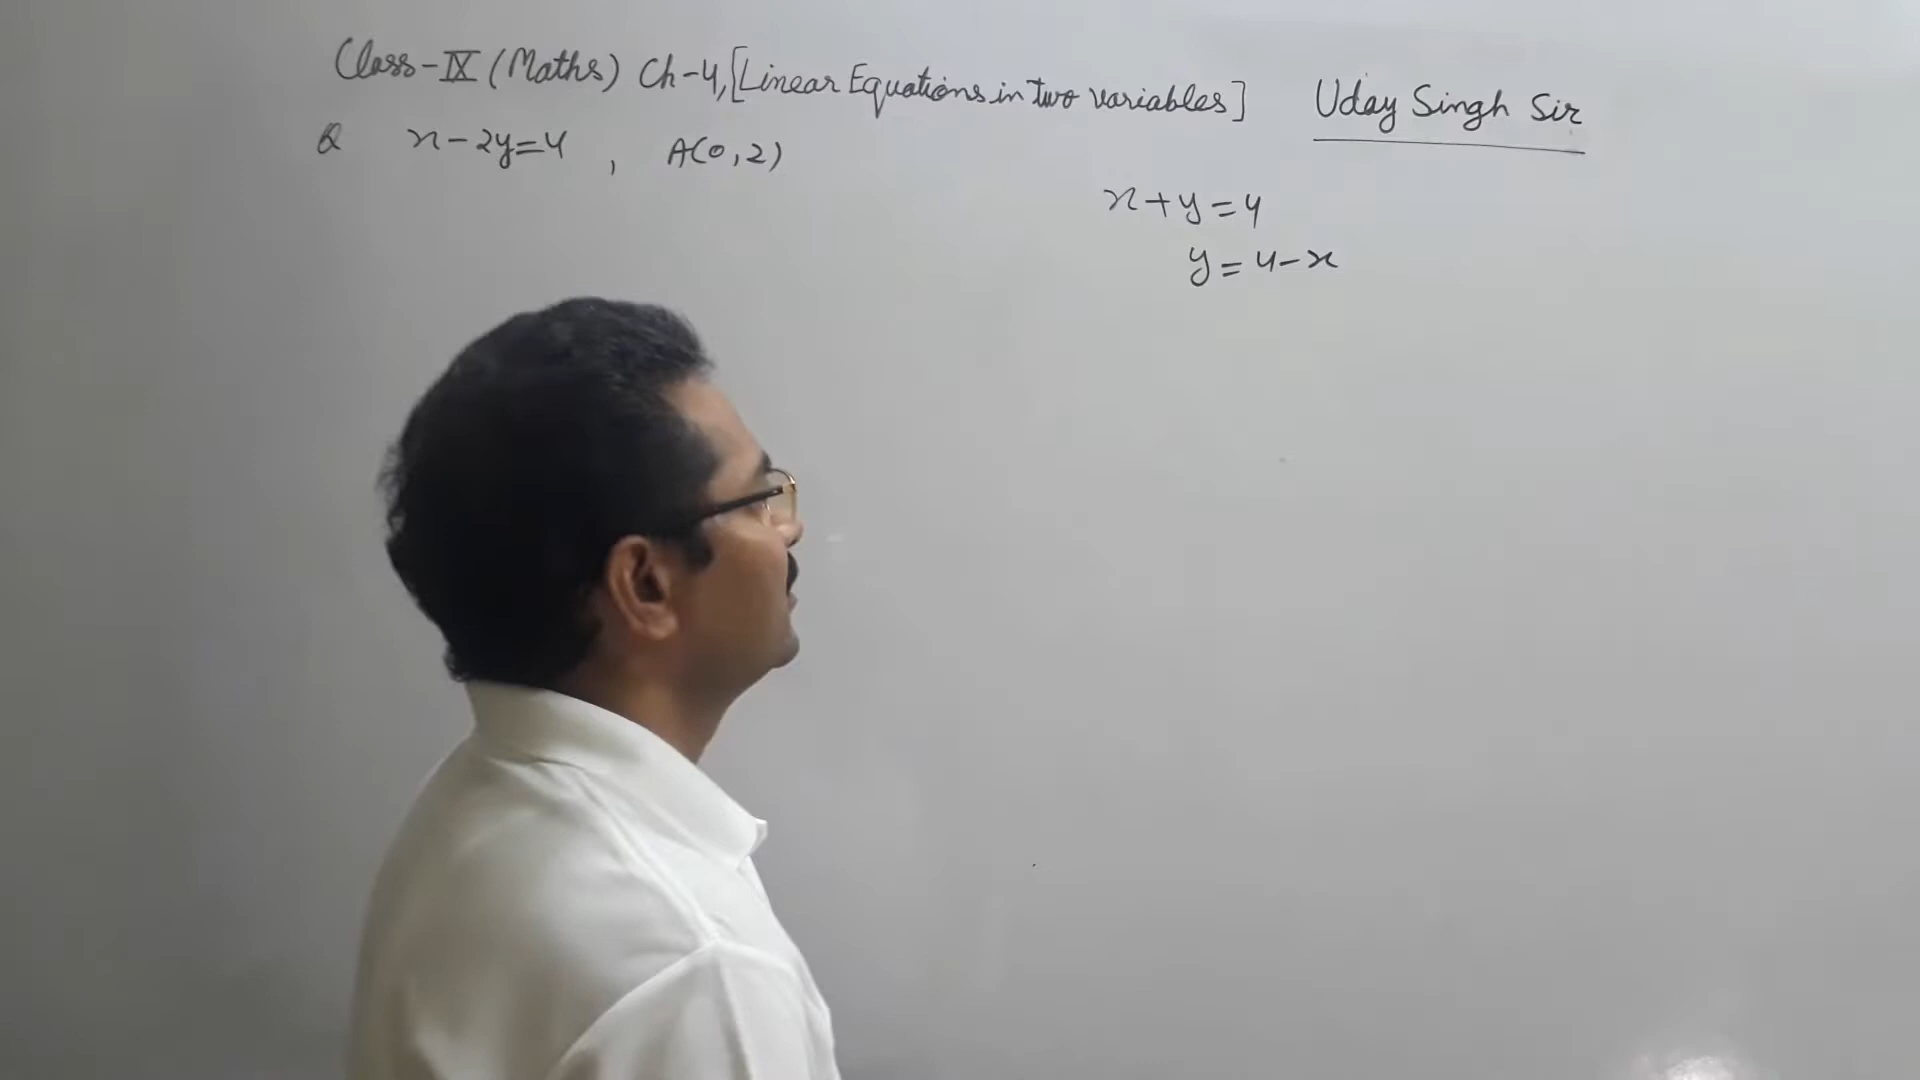 Class-IX (Maths) Ch-4, [Linear Equations in two variables]
Uday Singh Sir
Q x-2y=4 , A(0,2)
x+y=4
y=4-x